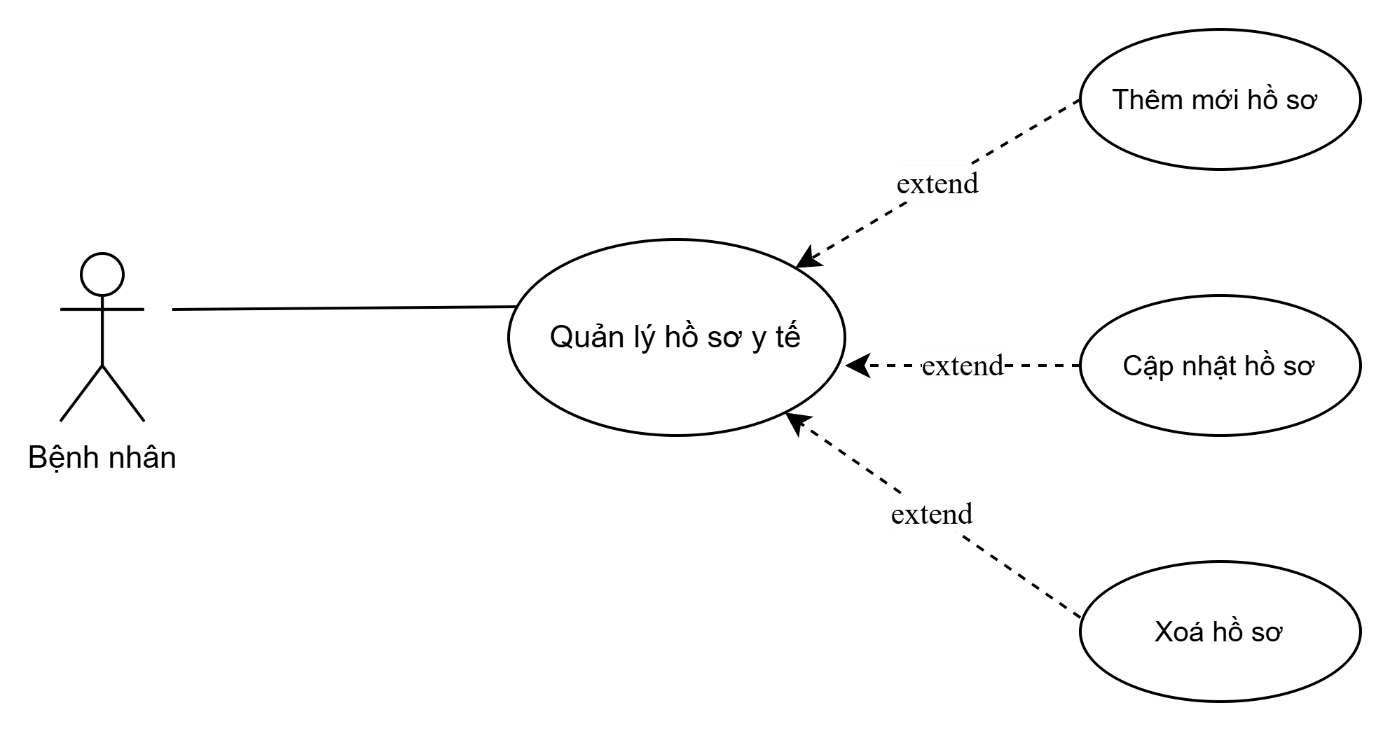 Thêm mới hồ sơ
extend
Quản lý hồ sơ y tế
extend
Cập nhật hồ sơ
Bệnh nhân
extend
Xoá hồ sơ